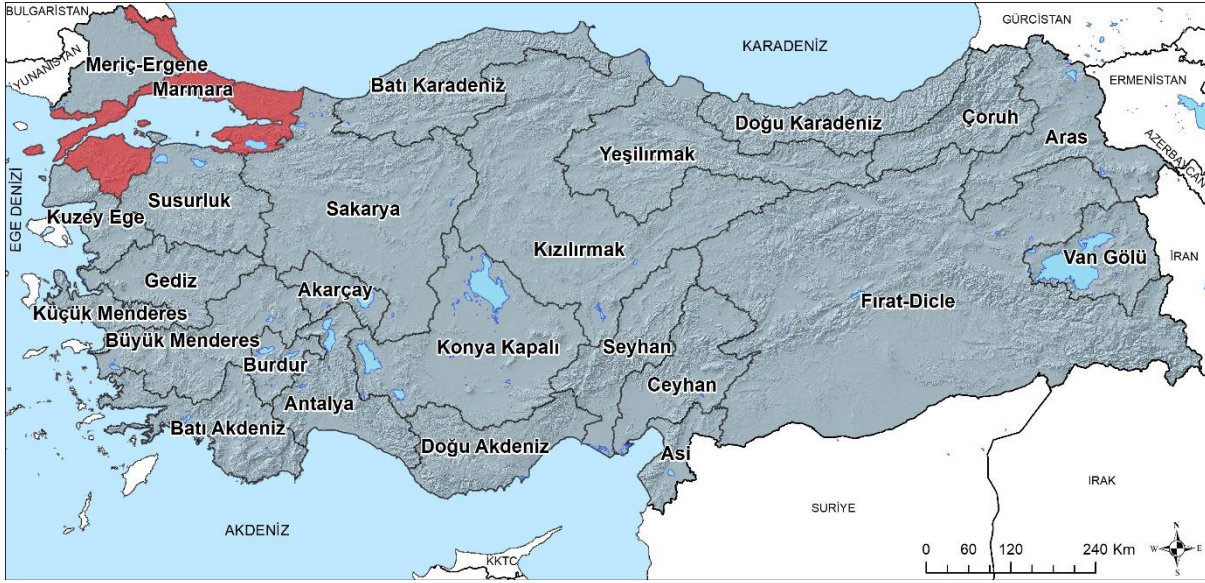 BULGARİSTAN
GÜRCİSTAN
KARADENİZ
YUNANİSTAN
Meriç-Ergene
Marmara
Batı Karadeniz
ERMENİSTAN
Doğu Karadeniz
Çoruh
Aras
AZERBAYCAN
Yeşilırmak
EGE DENİZİ
Kuzey Ege
Susurluk
Sakarya
Kızılırmak
Van Gölü
İRAN
Gediz
Akarçay
Fırat-Dicle
Küçük Menderes
Büyük Menderes
Burdur
Konya Kapalı
Seyhan
Ceyhan
Antalya
Batı Akdeniz
Doğu Akdeniz
Asi
IRAK
SURİYE
AKDENİZ
KKTC
N
W E
S
0 60 120 240 Km